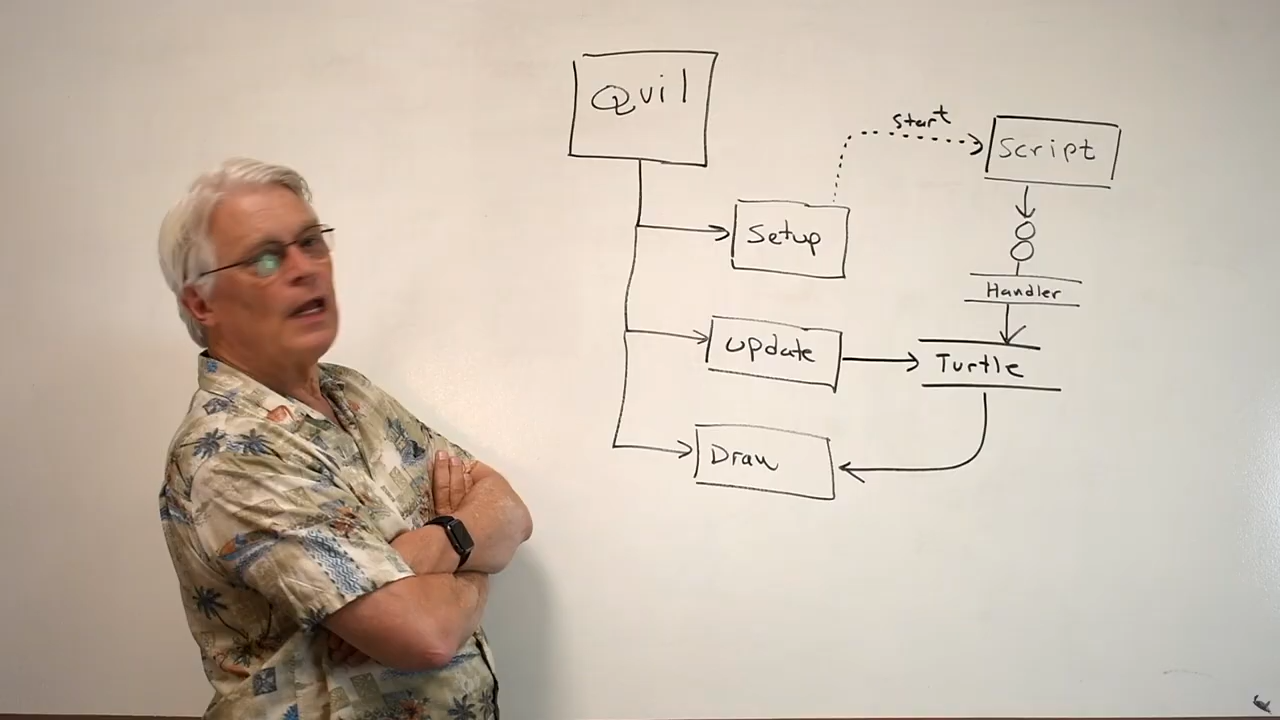 Quil
start
Script
Setup
Handler
update
Turtle
Draw